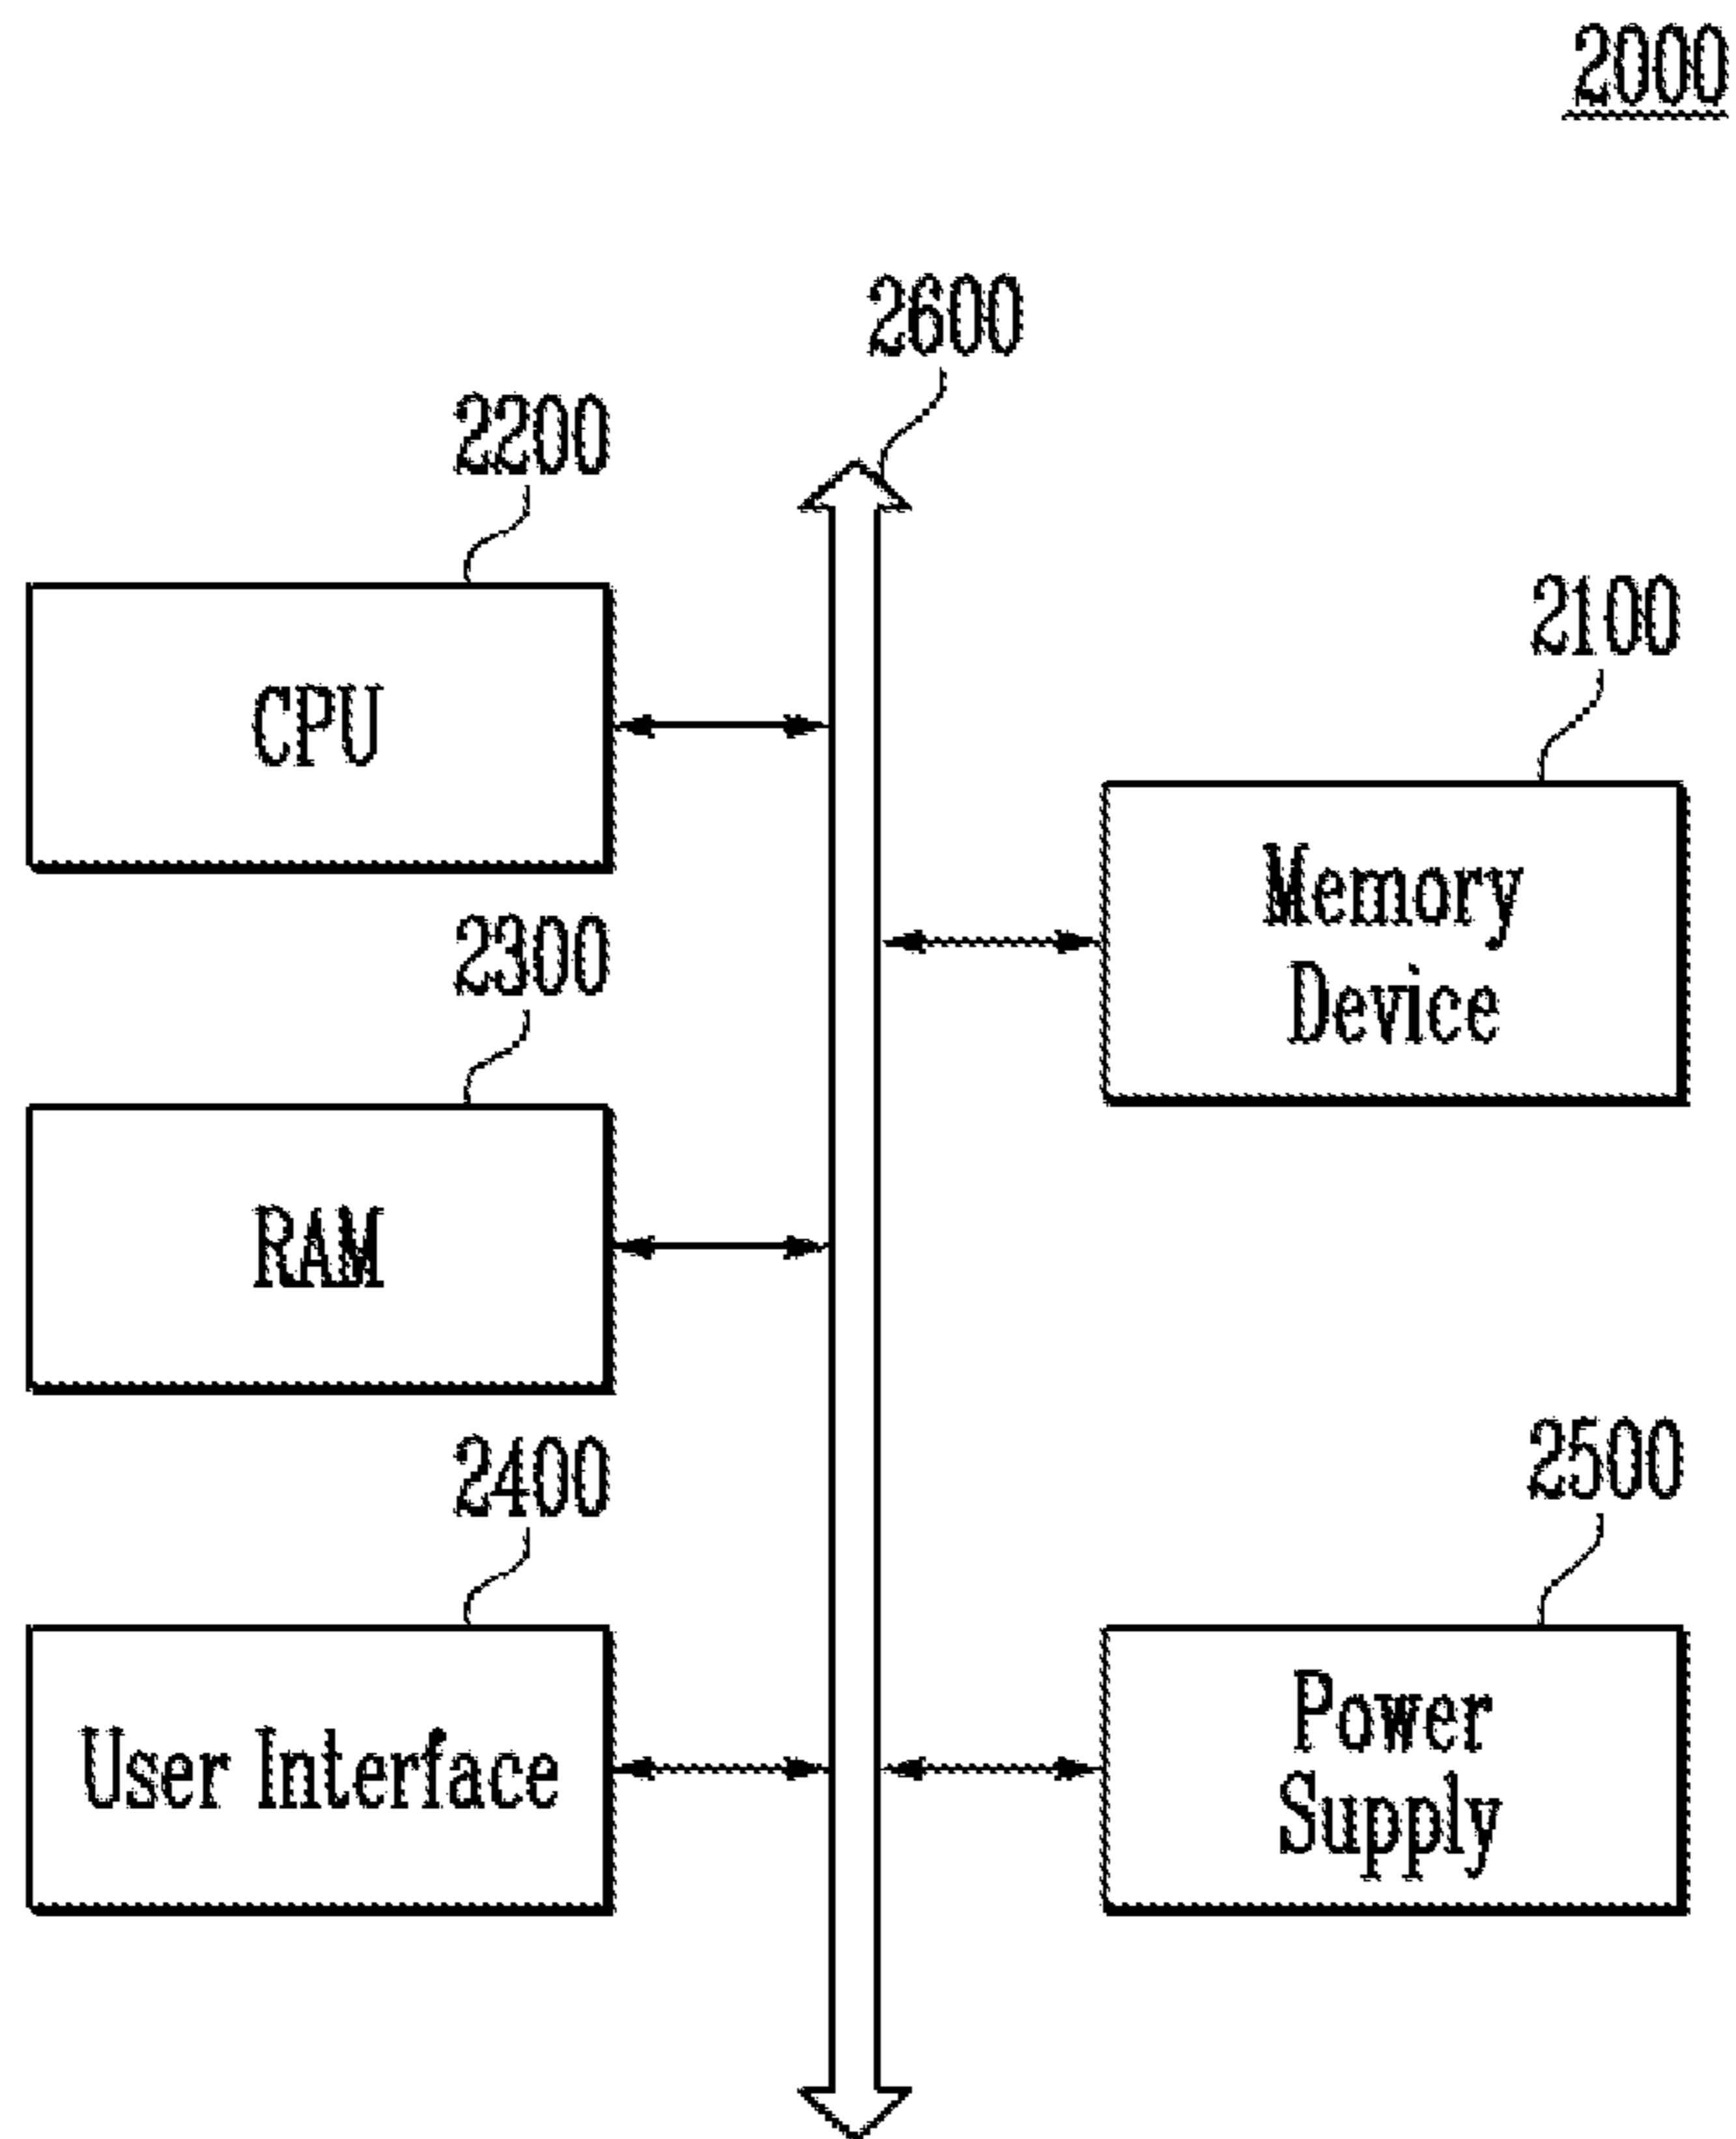 2000
2600
2200
CPU
2100
Memory
Device
2300
RAM
2400
User Interface
2500
Power
Supply